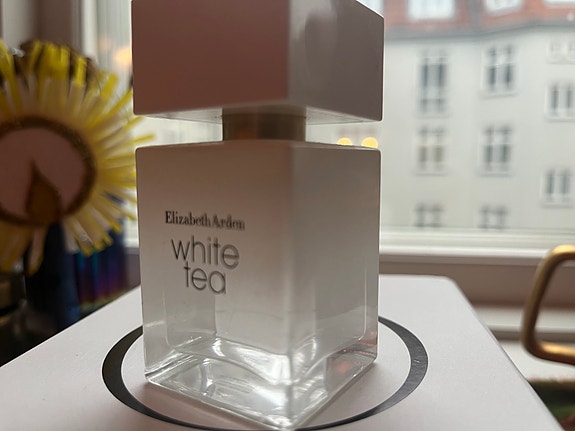 Elizabeth Arden
white
tea